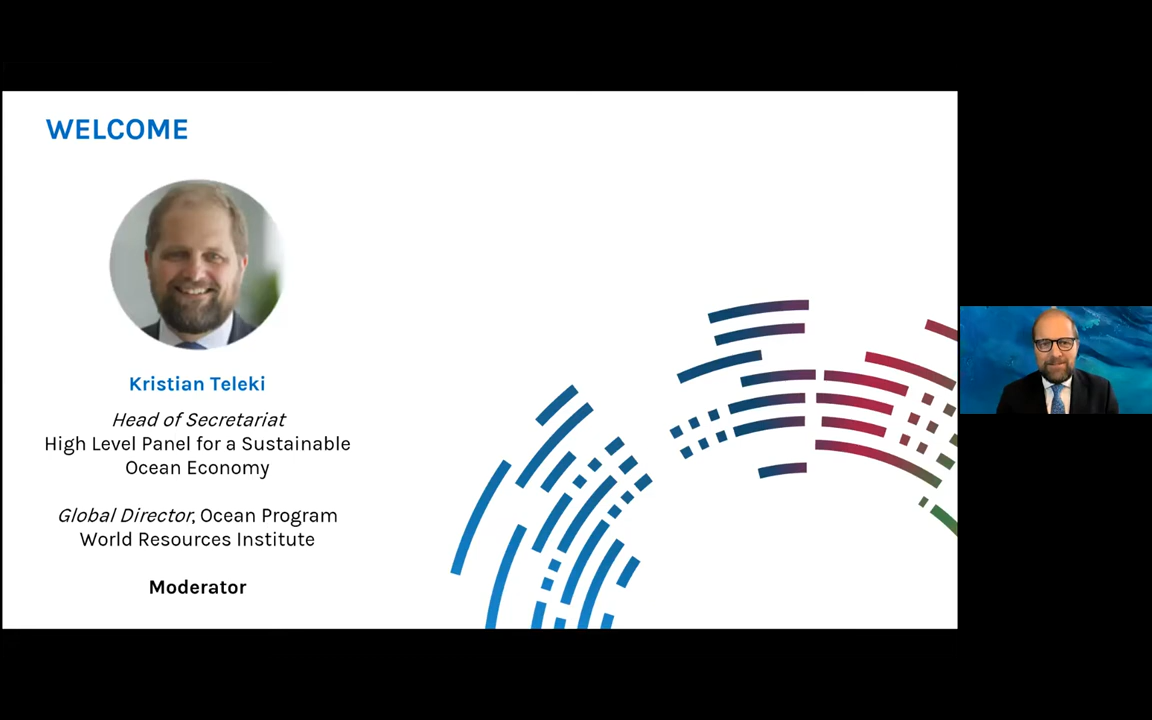 WELCOME
Kristian Teleki
Head of Secretariat
High Level Panel for a Sustainable
Ocean Economy
Global Director, Ocean Program
World Resources Institute
Moderator